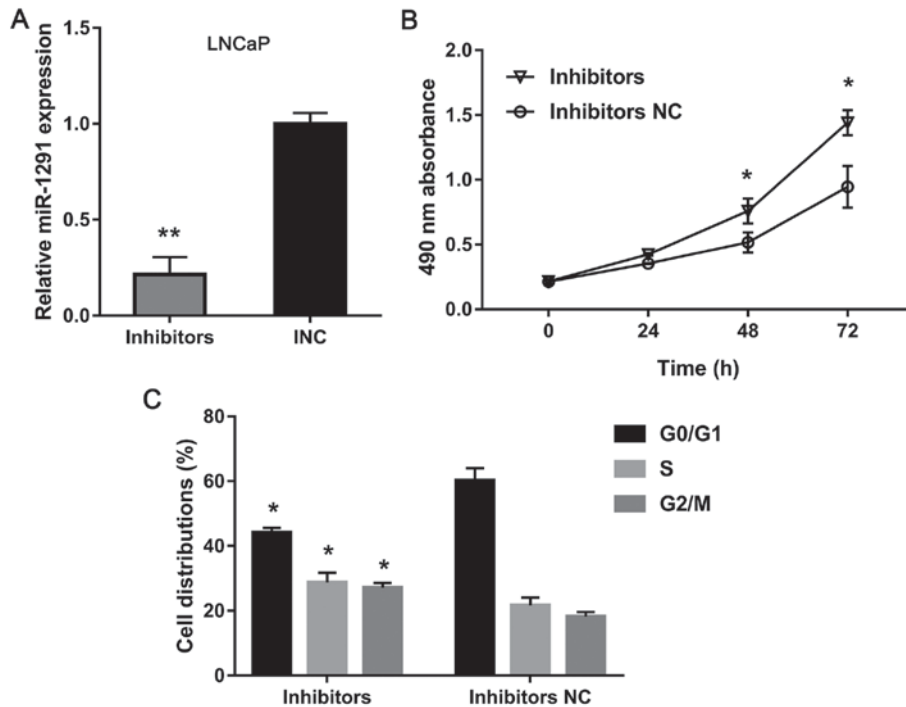 A
LNCaP
Relative miR-1291 expression
1.5
1.0
0.5
0.0
**
Inhibitors
INC
B
490 nm absorbance
2.0
1.5
1.0
0.5
0.0
Inhibitors
Inhibitors NC
*
*
0
24
48
72
Time (h)
C
Cell distributions (%)
80
60
40
20
0
*
*
*
G0/G1
S
G2/M
Inhibitors
Inhibitors NC